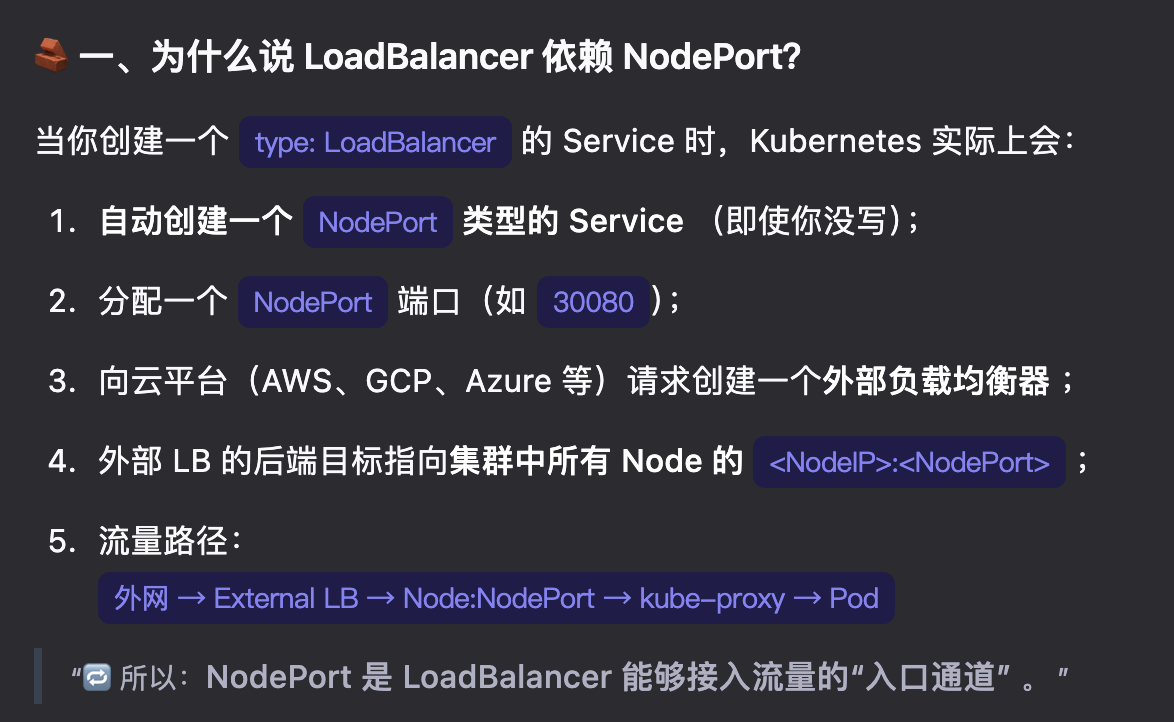 一、为什么说 LoadBalancer 依赖 NodePort?
当你创建一个 type: LoadBalancer 的 Service 时，Kubernetes 实际上会：
1. 自动创建一个 NodePort 类型的 Service （即使你没写）；
2. 分配一个 NodePort 端口（如 30080）；
3. 向云平台（AWS、GCP、Azure 等）请求创建一个外部负载均衡器 ；
4. 外部 LB 的后端目标指向集群中所有 Node 的 <NodeIP>:<NodePort> ；
5. 流量路径：
外网 → External LB → Node:NodePort → kube-proxy → Pod
“🔁 所以：NodePort 是 LoadBalancer 能够接入流量的“入口通道” 。 ”